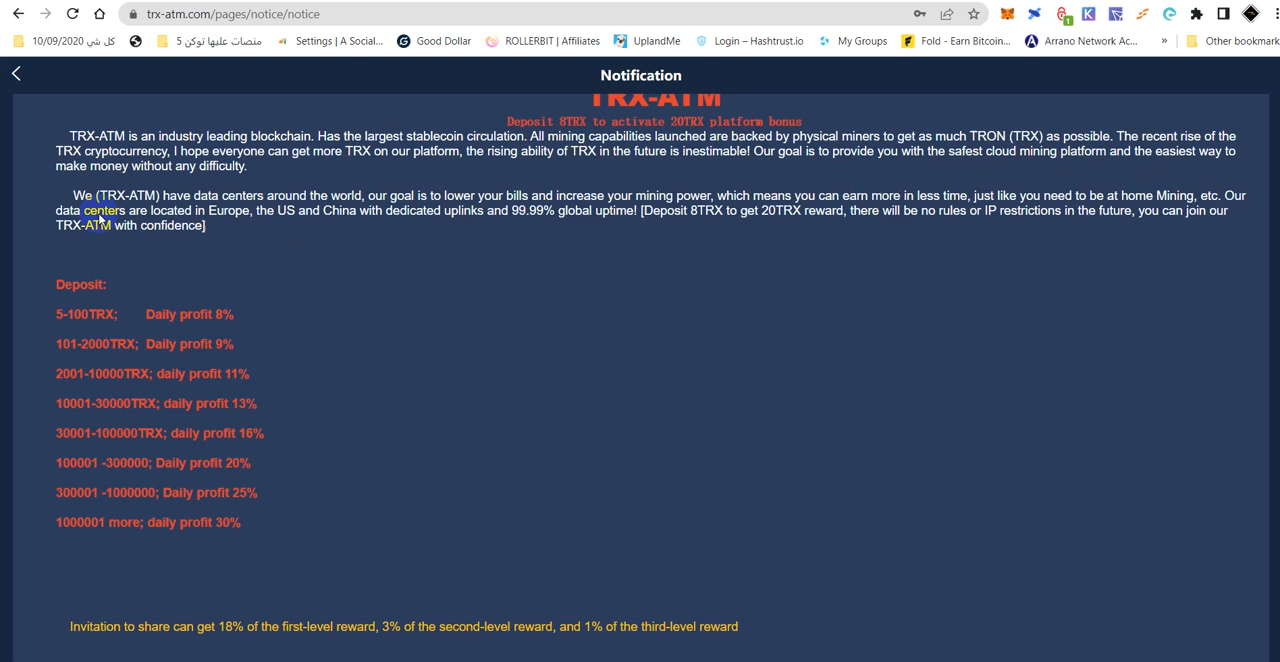 trx-atm.com/pages/notice/notice
كل شي 10/09/2020
منصات عليها توكن 5
Settings | A Social...
Good Dollar
ROLLERBIT | Affiliates
UplandMe
Login – Hashtrust.io
My Groups
Fold - Earn Bitcoin...
Arrano Network Ac...
»
Other bookmark
Notification
TRX-ATM
Deposit 8TRX to activate 20TRX platform bonus
TRX-ATM is an industry leading blockchain. Has the largest stablecoin circulation. All mining capabilities launched are backed by physical miners to get as much TRON (TRX) as possible. The recent rise of the
TRX cryptocurrency, I hope everyone can get more TRX on our platform, the rising ability of TRX in the future is inestimable! Our goal is to provide you with the safest cloud mining platform and the easiest way to
make money without any difficulty.
We (TRX-ATM) have data centers around the world, our goal is to lower your bills and increase your mining power, which means you can earn more in less time, just like you need to be at home Mining, etc. Our
data centers are located in Europe, the US and China with dedicated uplinks and 99.99% global uptime! [Deposit 8TRX to get 20TRX reward, there will be no rules or IP restrictions in the future, you can join our
TRX-ATM with confidence]
Deposit:
5-100TRX; Daily profit 8%
101-2000TRX; Daily profit 9%
2001-10000TRX; daily profit 11%
10001-30000TRX; daily profit 13%
30001-100000TRX; daily profit 16%
100001 -300000; Daily profit 20%
300001 -1000000; Daily profit 25%
1000001 more; daily profit 30%
Invitation to share can get 18% of the first-level reward, 3% of the second-level reward, and 1% of the third-level reward